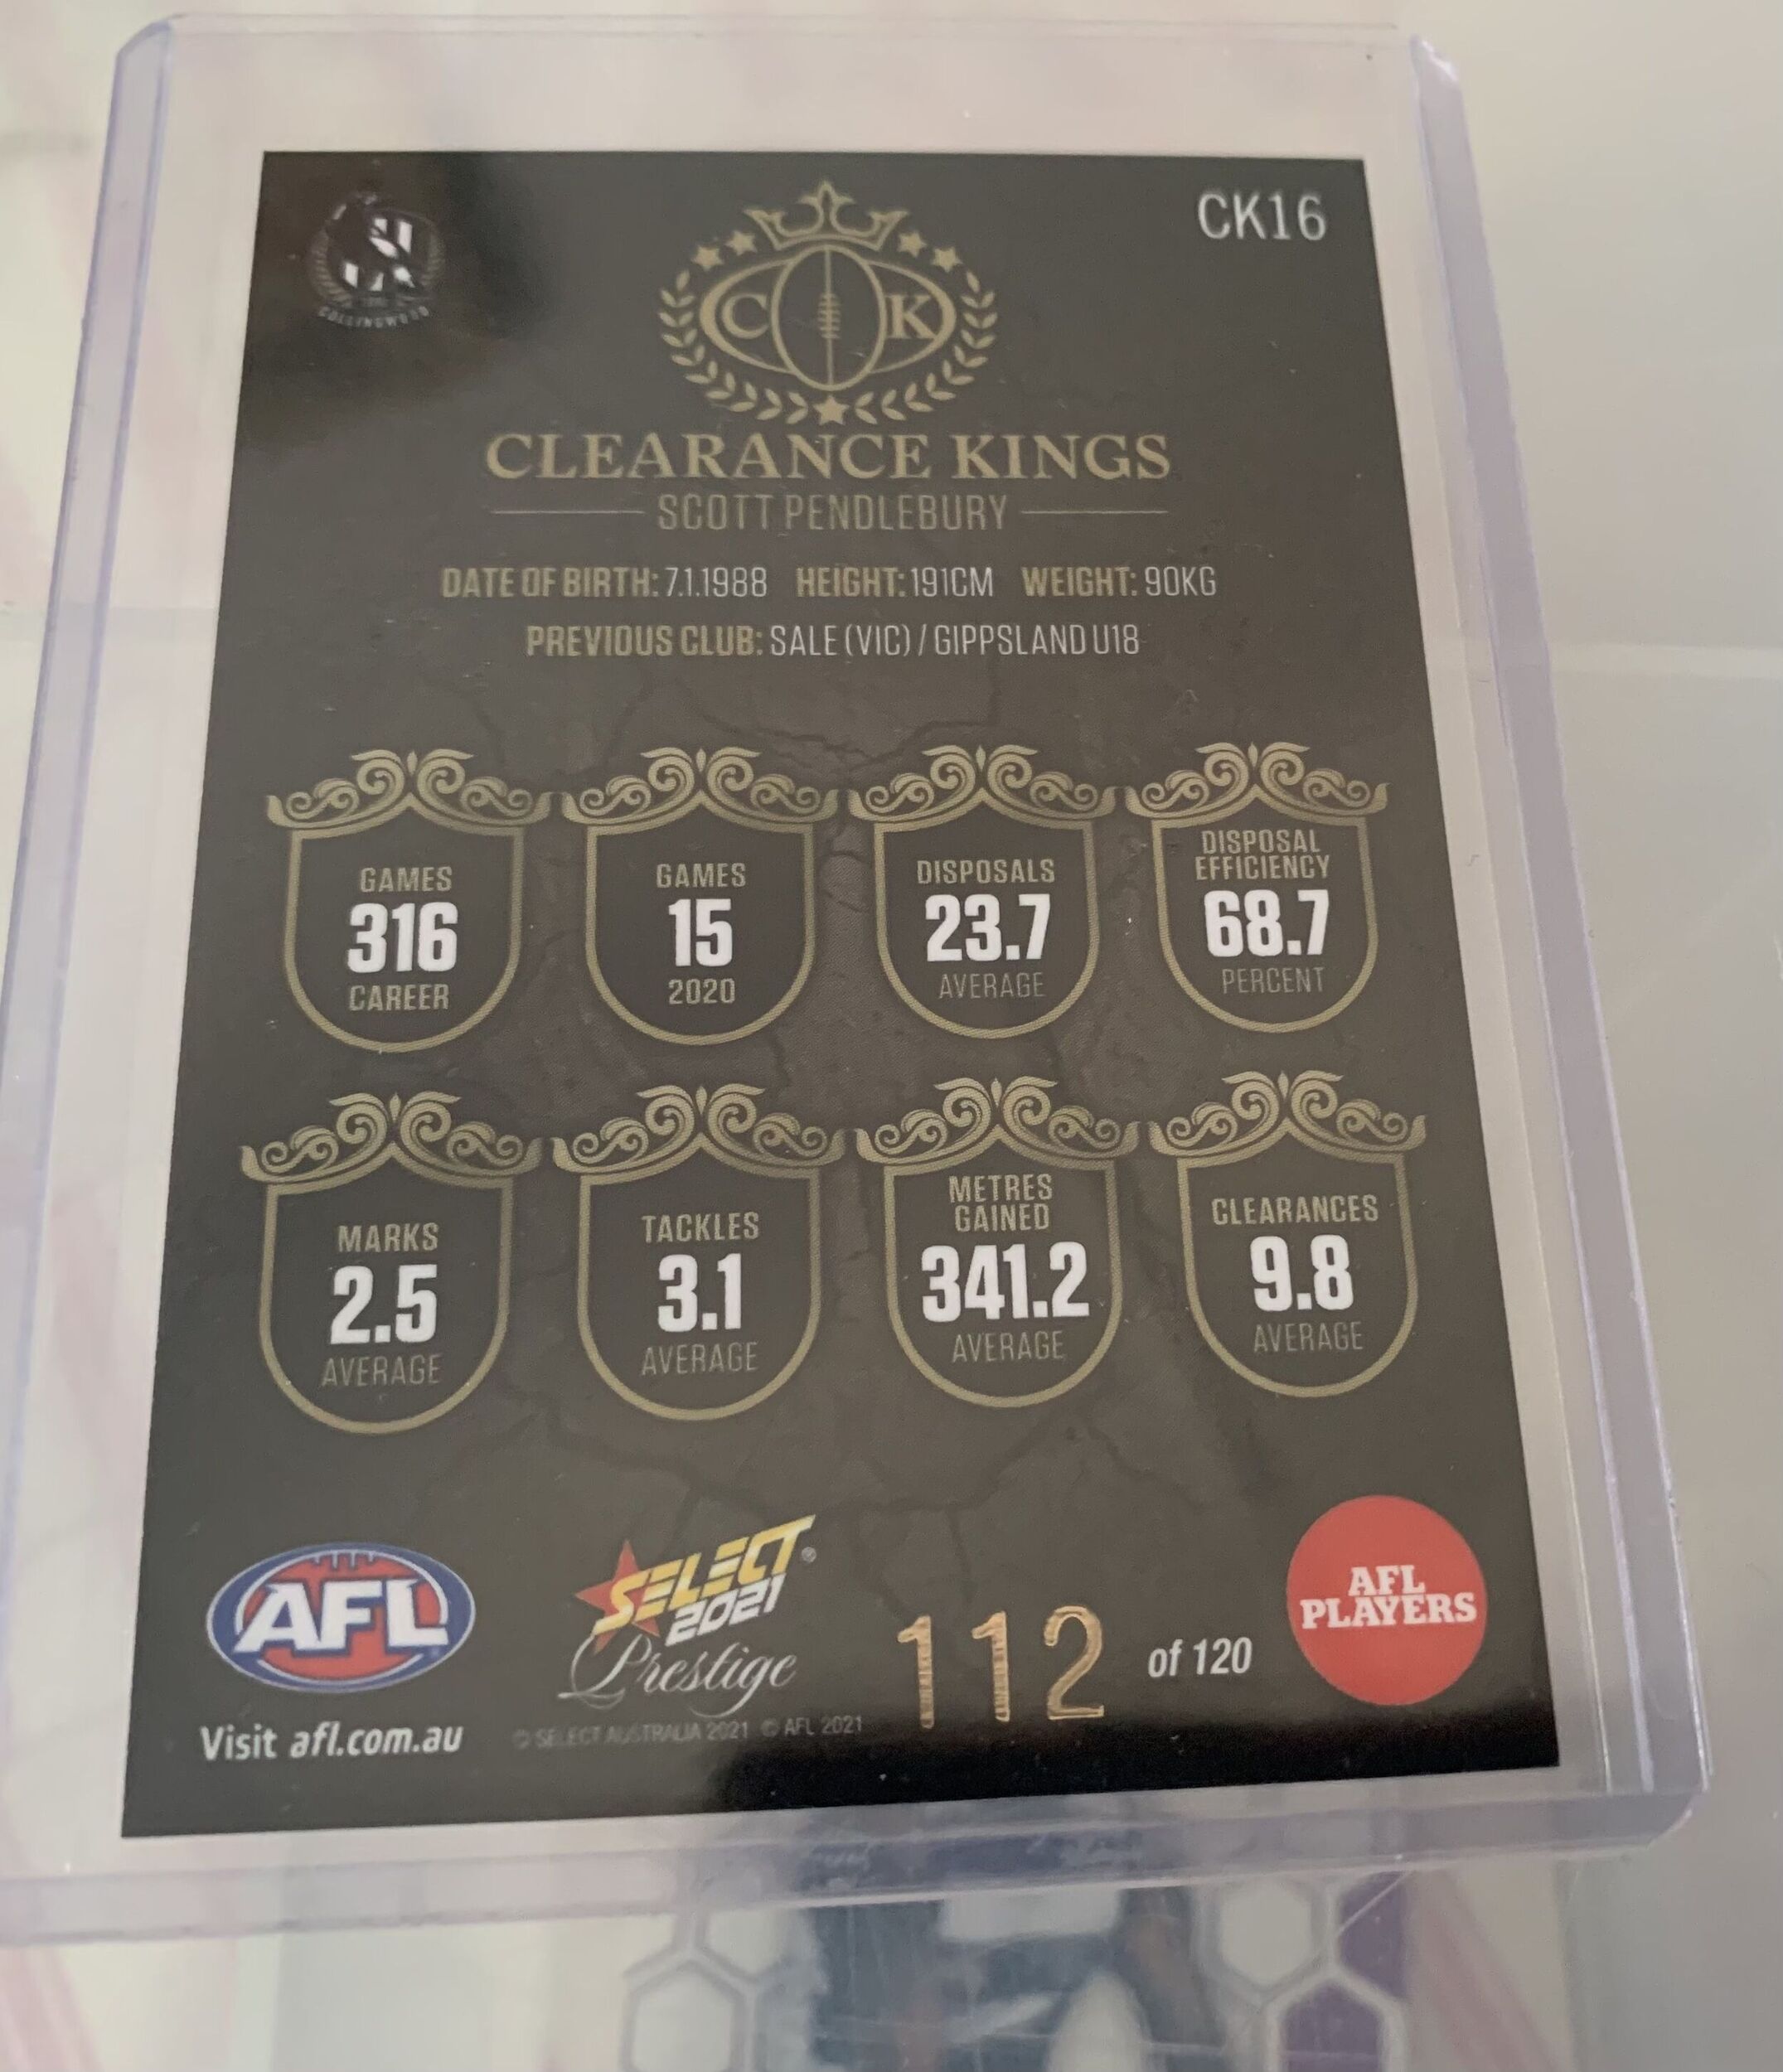 CK16
C K
COLLINGWOOD
CLEARANCE KINGS
SCOTT PENDLEBURY
DATE OF BIRTH: 7.1.1988 HEIGHT: 191CM WEIGHT: 90KG
PREVIOUS CLUB: SALE (VIC) / GIPPSLAND U18
GAMES
316
CAREER
GAMES
15
2020
DISPOSALS
23.7
AVERAGE
DISPOSAL
EFFICIENCY
68.7
PERCENT
MARKS
2.5
AVERAGE
TACKLES
3.1
AVERAGE
METRES
GAINED
341.2
AVERAGE
CLEARANCES
9.8
AVERAGE
AFL
Visit afl.com.au
SELECT®
2021
Prestige
© SELECT AUSTRALIA 2021 © AFL 2021
112 of 120
AFL
PLAYERS